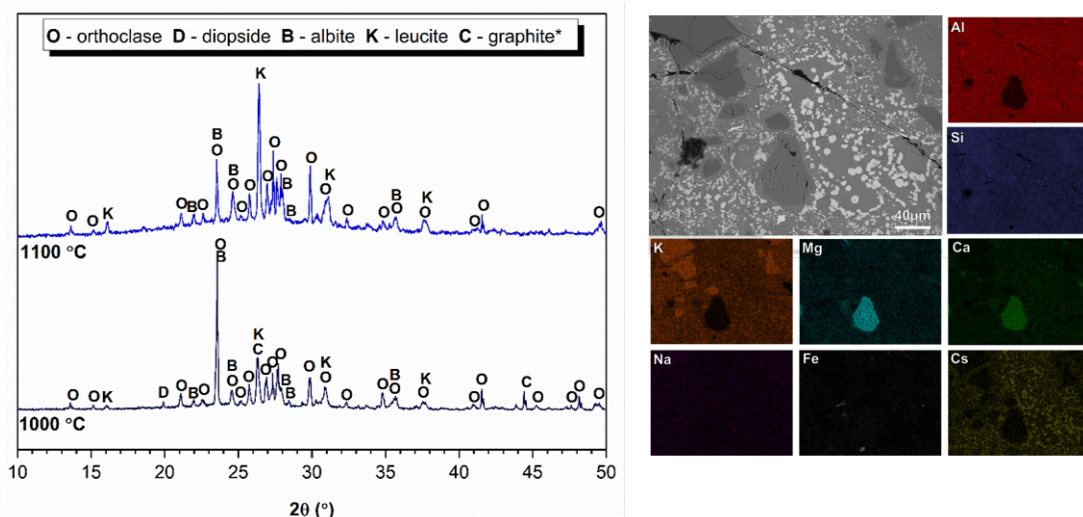 O - orthoclase D - diopside B - albite K - leucite C - graphite*
K
B
O
B
O
O
O
O
O
B
O
K
O
O
B
O
K
O
B
O
O
O
B
O
K
O
B
O
K
O
O
O
O
1100 °C
O
B
K
C
B
O
O
O
O
O
O
B
B
O
K
O
O
O
K
D
O
B
O
O
O
B
O
K
O
O
O
C
O
O
O
O
1000 °C
10 15 20 25 30 35 40 45 50
2θ (°)
40µm
Al
Si
K
Mg
Ca
Na
Fe
Cs